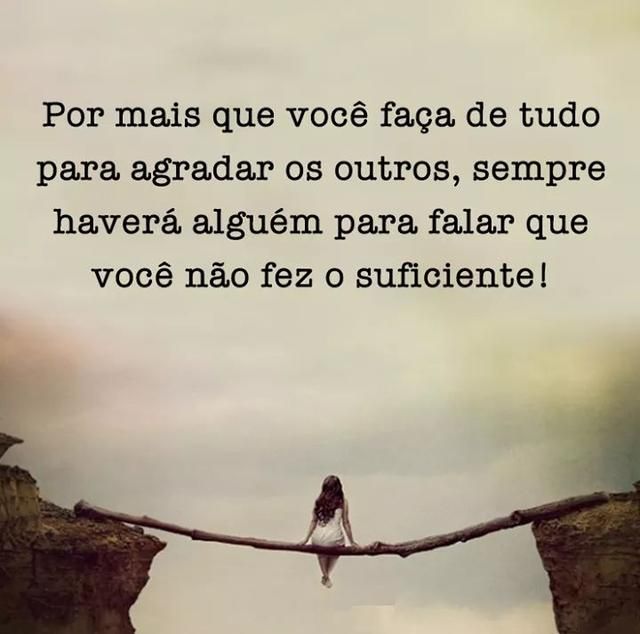 Por mais que você faça de tudo
para agradar os outros, sempre
haverá alguém para falar que
você não fez o suficiente!